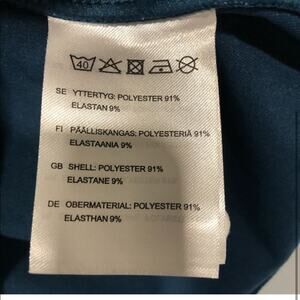 40
SE YTTERTYG: POLYESTER 91%
ELASTAN 9%
FI PÄÄLLISKANGAS: POLYESTERIÄ 91%
ELASTAANIA 9%
GB SHELL: POLYESTER 91%
ELASTANE 9%
DE OBERMATERIAL: POLYESTER 91%
ELASTHAN 9%